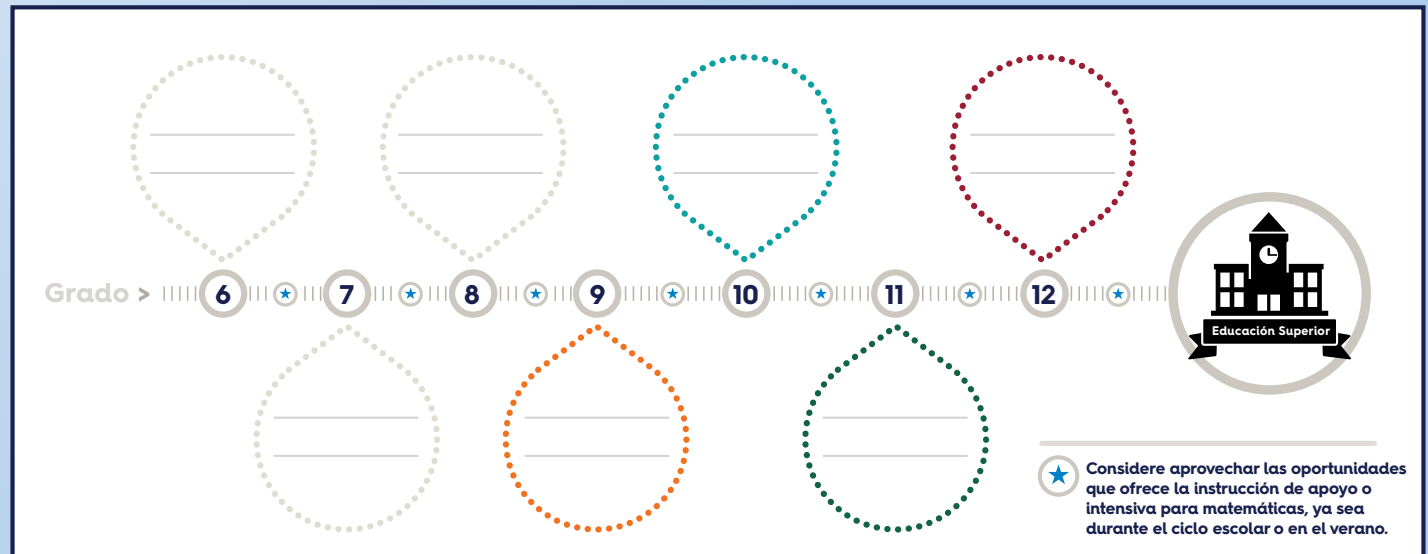 Grado >
6
7
8
9
10
11
12
Educación Superior
Considere aprovechar las oportunidades
que ofrece la instrucción de apoyo o
intensiva para matemáticas, ya sea
durante el ciclo escolar o en el verano.